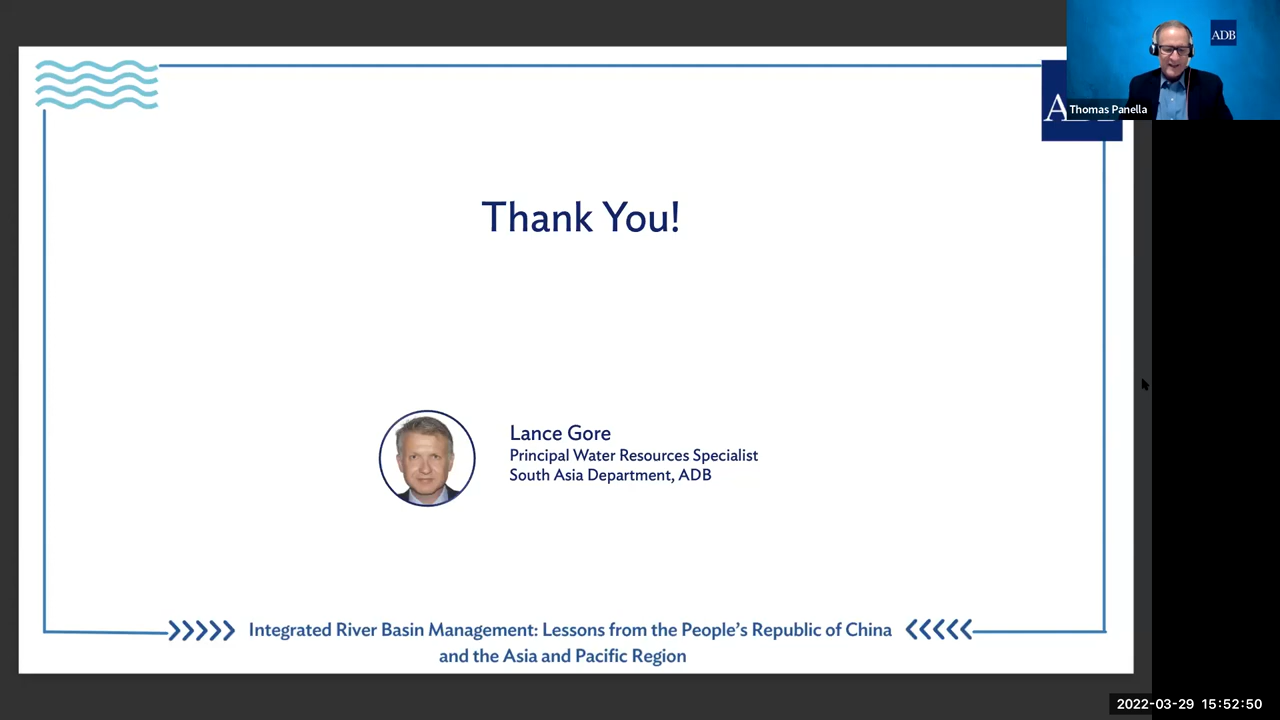 ADB
Thomas Panella
Thank You!
Lance Gore
Principal Water Resources Specialist
South Asia Department, ADB
Integrated River Basin Management: Lessons from the People’s Republic of China
and the Asia and Pacific Region
2022-03-29 15:52:50